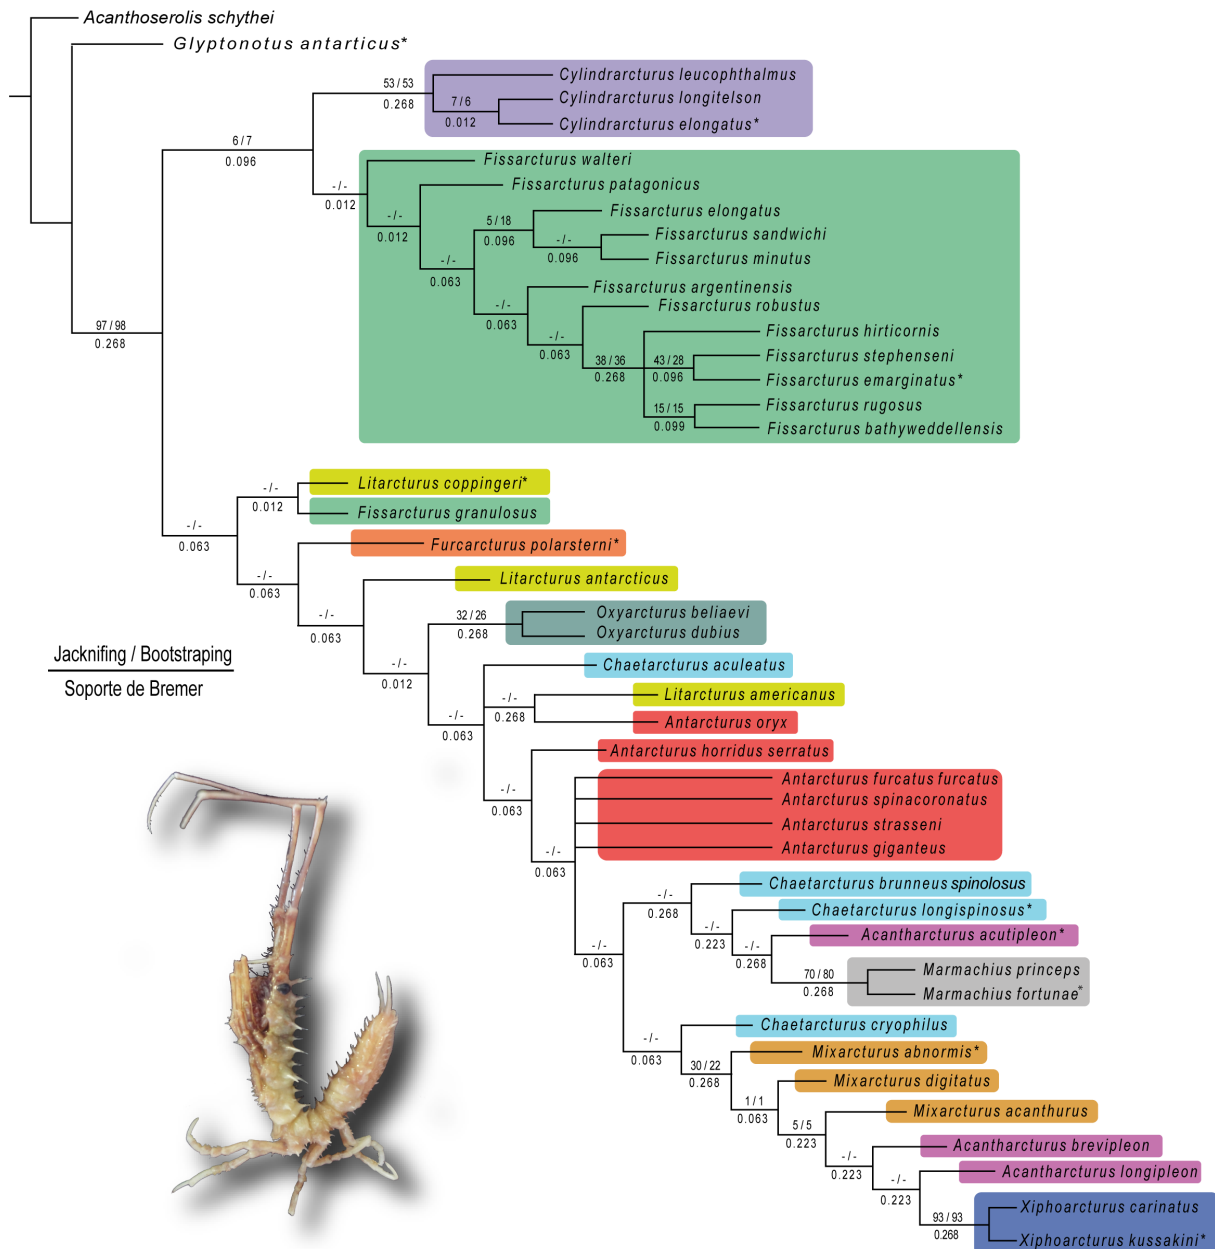 Acanthoserolis schythei
Glyptonotus antarticus*
Cylindrarcturus leucophthalmus
53 / 53
0.268
7 / 6
Cylindrarcturus longitelson
0.012
Cylindrarcturus elongatus*
6 / 7
0.096
Fissarcturus walteri
- / -
0.012
Fissarcturus patagonicus
- / -
0.012
Fissarcturus elongatus
5 / 18
0.096
Fissarcturus sandwichi
- / -
0.096
Fissarcturus minutus
- / -
0.063
Fissarcturus argentinensis
- / -
0.063
Fissarcturus robustus
- / -
0.063
Fissarcturus hirticornis
38 / 36
0.268
Fissarcturus stephenseni
43 / 28
0.096
Fissarcturus emarginatus*
Fissarcturus rugosus
15 / 15
0.099
Fissarcturus bathyweddellensis
97 / 98
0.268
Litarcturus coppingeri*
- / -
0.012
Fissarcturus granulosus
- / -
0.063
Furcarcturus polarsterni*
- / -
0.063
Litarcturus antarcticus
- / -
0.063
Oxyarcturus beliaevi
32 / 26
0.268
Oxyarcturus dubius
Jacknifing / Bootstraping
Soporte de Bremer
- / -
0.012
Chaetarcturus aculeatus
Litarcturus americanus
- / -
0.268
Antarcturus oryx
- / -
0.063
Antarcturus horridus serratus
Antarcturus furcatus furcatus
- / -
0.063
Antarcturus spinacoronatus
Antarcturus strasseni
Antarcturus giganteus
- / -
0.063
Chaetarcturus brunneus spinolosus
- / -
0.268
Chaetarcturus longispinosus*
- / -
0.223
Acantharcturus acutipleon*
- / -
0.268
- / -
0.063
Marmachius princeps
70 / 80
0.268
Marmachius fortunae*
Chaetarcturus cryophilus
- / -
0.063
Mixarcturus abnormis*
30 / 22
0.268
Mixarcturus digitatus
1 / 1
0.063
Mixarcturus acanthurus
5 / 5
0.223
Acantharcturus brevipleon
- / -
0.223
Acantharcturus longipleon
- / -
0.223
Xiphoarcturus carinatus
93 / 93
0.268
Xiphoarcturus kussakini*